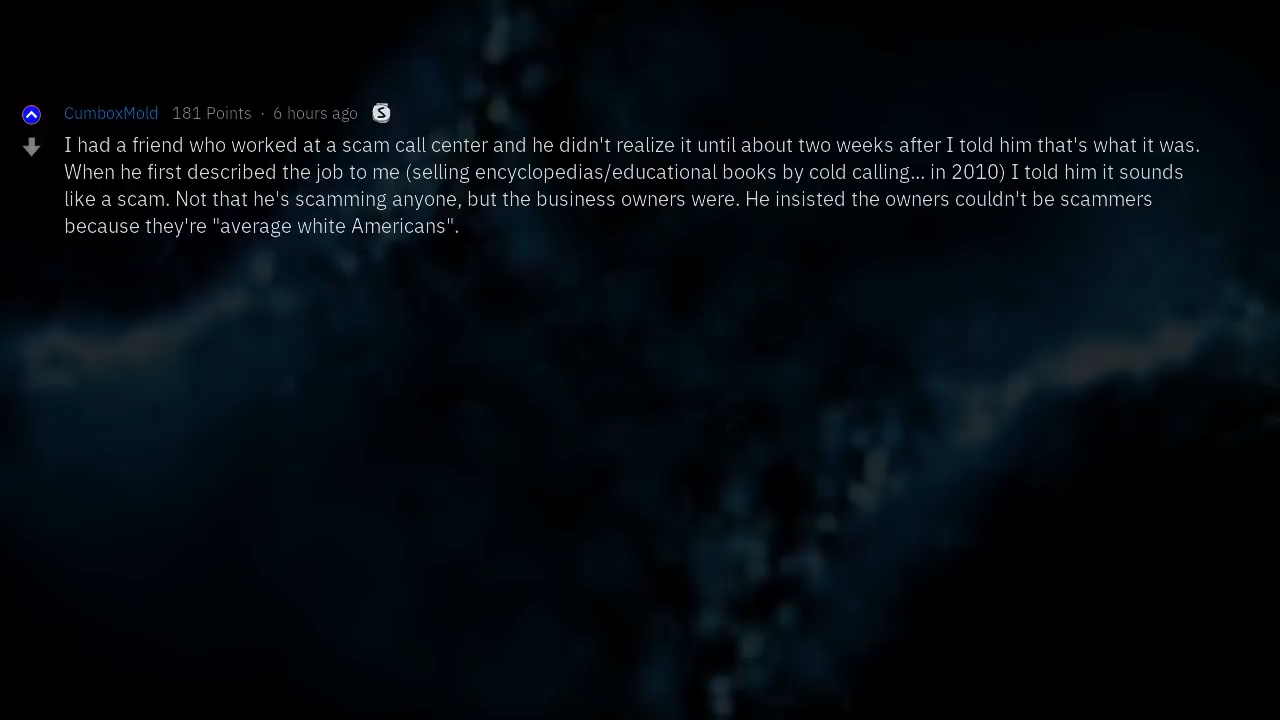 CumboxMold 181 Points · 6 hours ago S
I had a friend who worked at a scam call center and he didn't realize it until about two weeks after I told him that's what it was.
When he first described the job to me (selling encyclopedias/educational books by cold calling... in 2010) I told him it sounds
like a scam. Not that he's scamming anyone, but the business owners were. He insisted the owners couldn't be scammers
because they're "average white Americans".